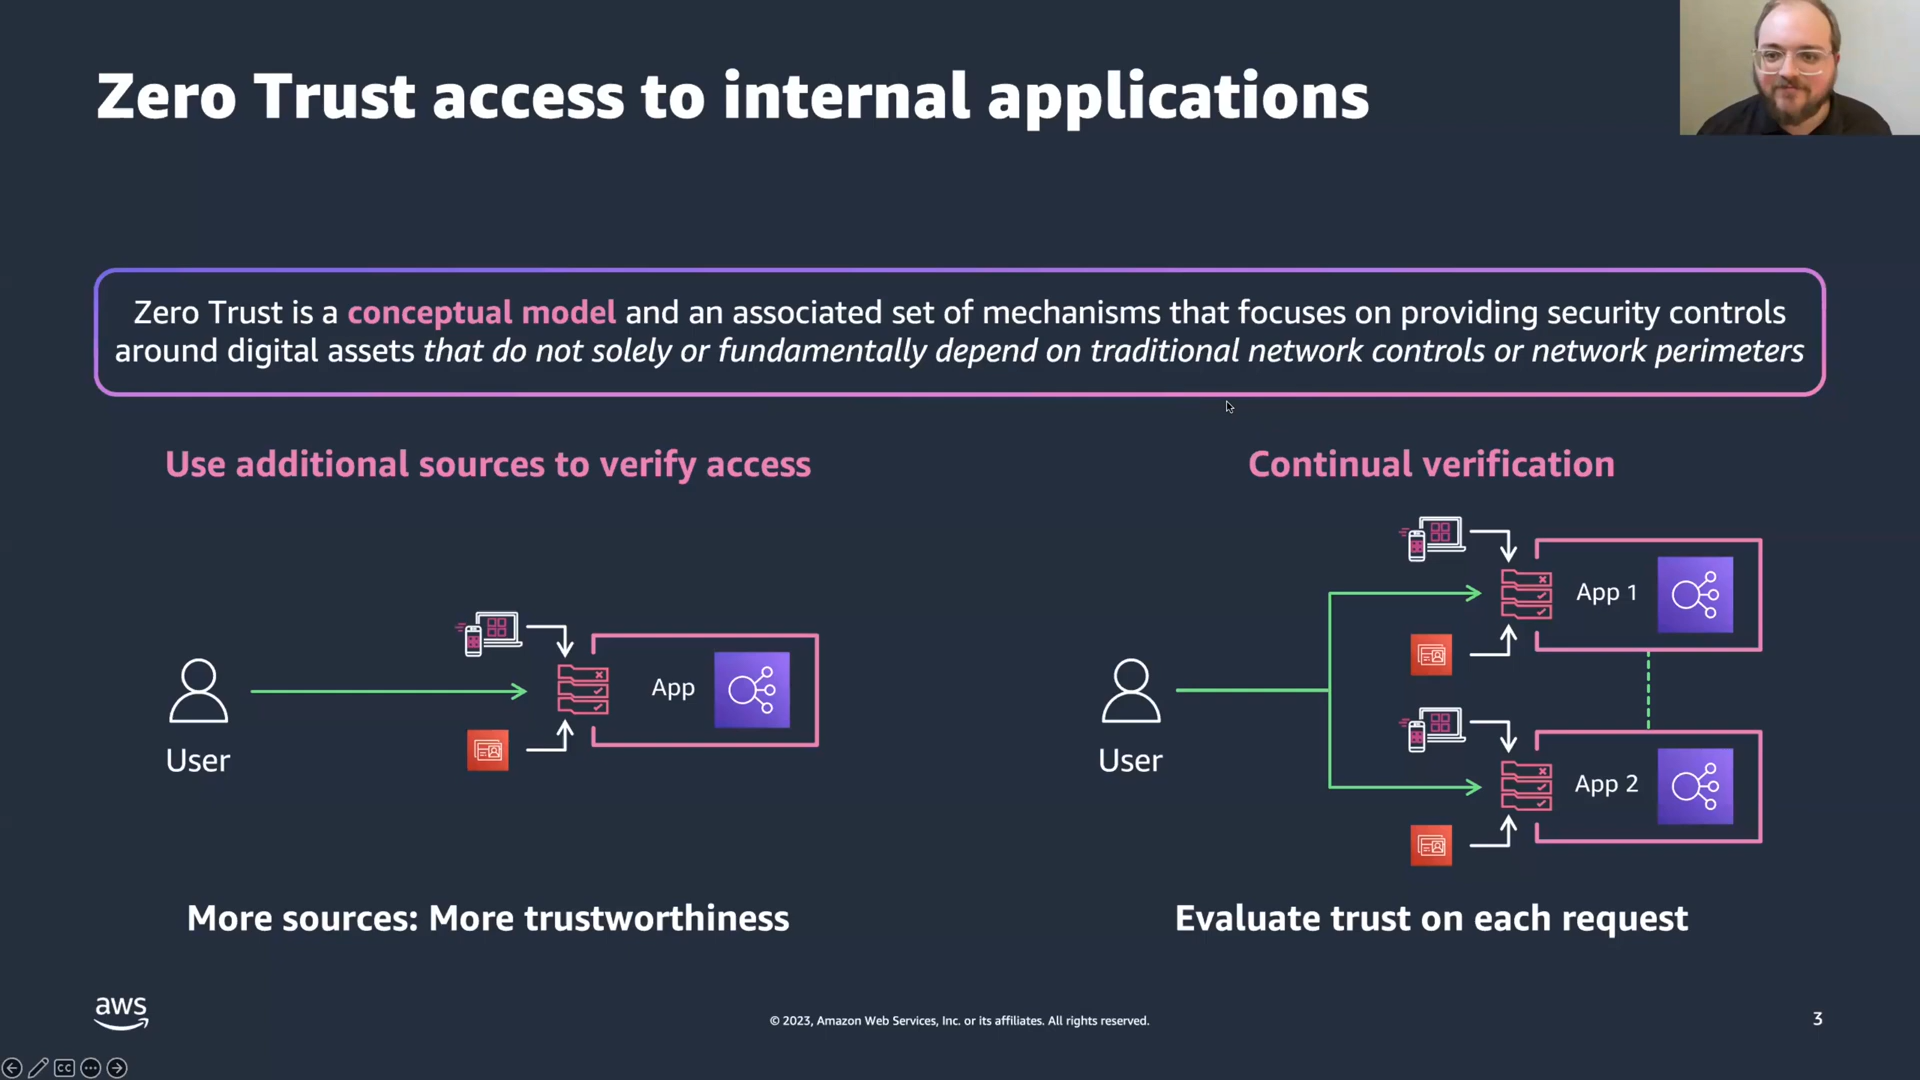 Zero Trust access to internal applications
Zero Trust is a conceptual model and an associated set of mechanisms that focuses on providing security controls
around digital assets that do not solely or fundamentally depend on traditional network controls or network perimeters
Use additional sources to verify access
App
User
More sources: More trustworthiness
Continual verification
App 1
User
App 2
Evaluate trust on each request
aws
© 2023, Amazon Web Services, Inc. or its affiliates. All rights reserved.
3
CC